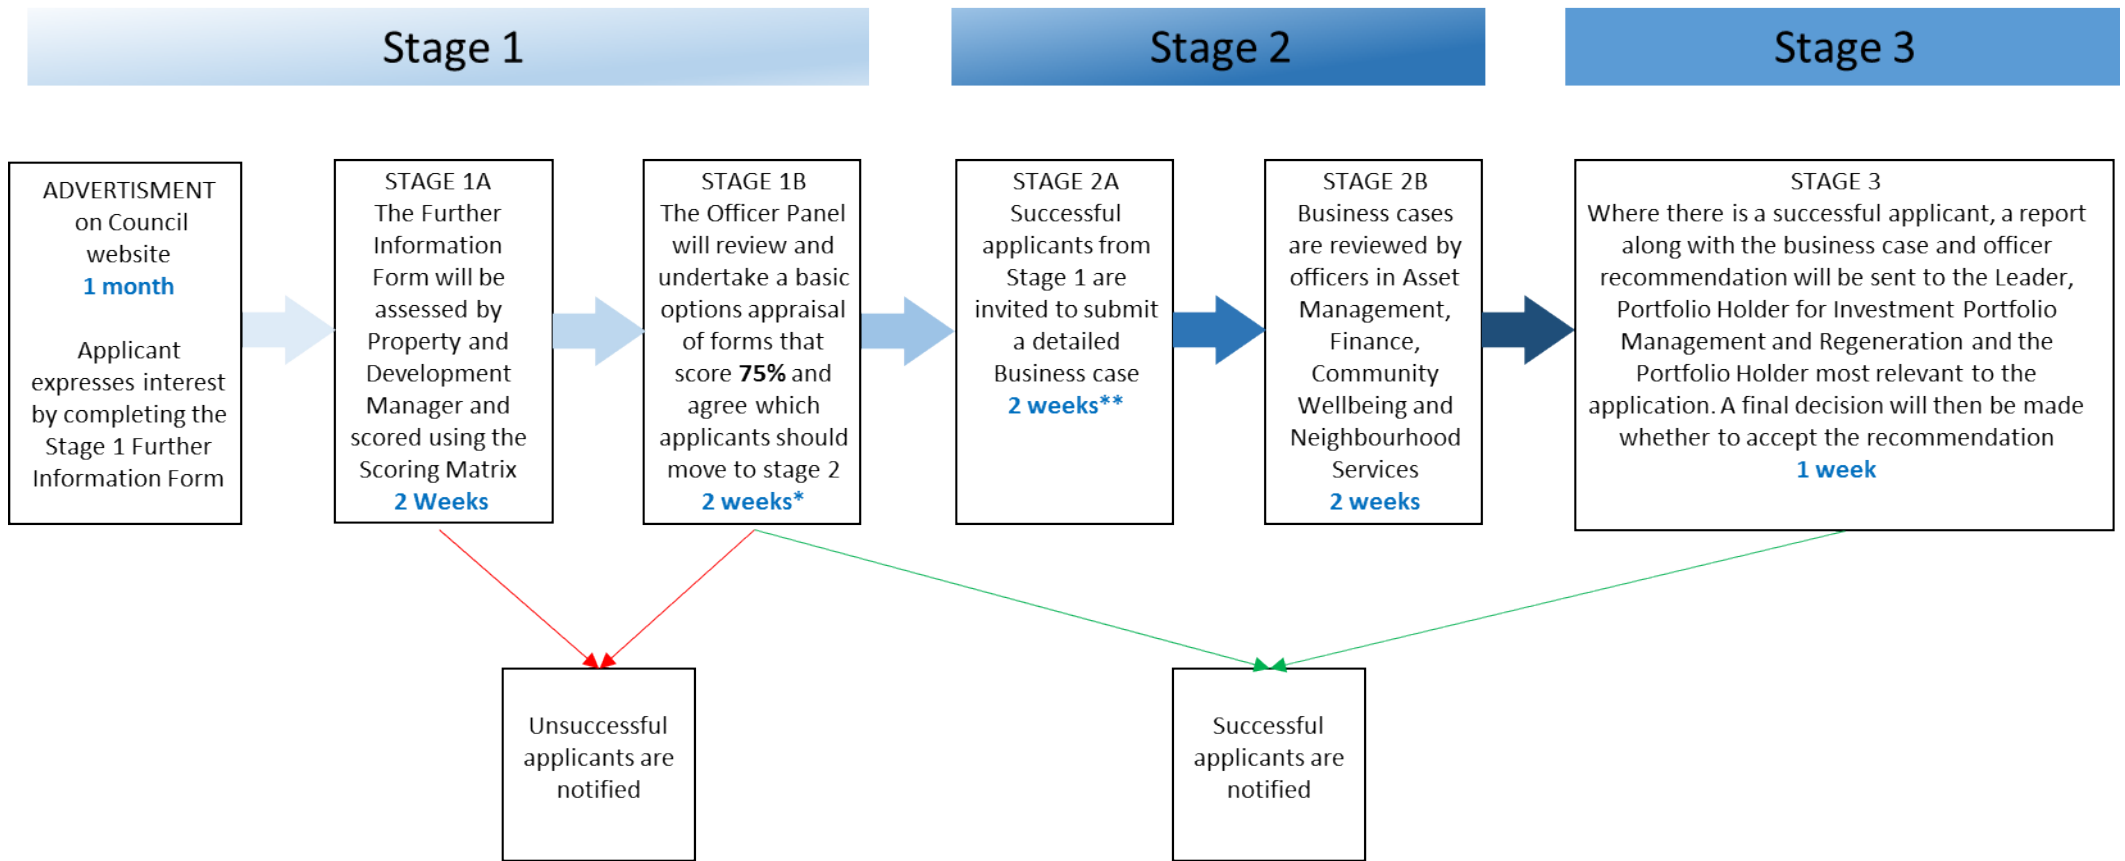 Stage 1
Stage 2
Stage 3
ADVERTISMENT
on Council
website
1 month
Applicant
expresses interest
by completing the
Stage 1 Further
Information Form
STAGE 1A
The Further
Information
Form will be
assessed by
Property and
Development
Manager and
scored using the
Scoring Matrix
2 Weeks
STAGE 1B
The Officer Panel
will review and
undertake a basic
options appraisal
of forms that
score 75% and
agree which
applicants should
move to stage 2
2 weeks*
STAGE 2A
Successful
applicants from
Stage 1 are
invited to submit
a detailed
Business case
2 weeks**
STAGE 2B
Business cases
are reviewed by
officers in Asset
Management,
Finance,
Community
Wellbeing and
Neighbourhood
Services
2 weeks
STAGE 3
Where there is a successful applicant, a report
along with the business case and officer
recommendation will be sent to the Leader,
Portfolio Holder for Investment Portfolio
Management and Regeneration and the
Portfolio Holder most relevant to the
application. A final decision will then be made
whether to accept the recommendation
1 week
Unsuccessful
applicants are
notified
Successful
applicants are
notified